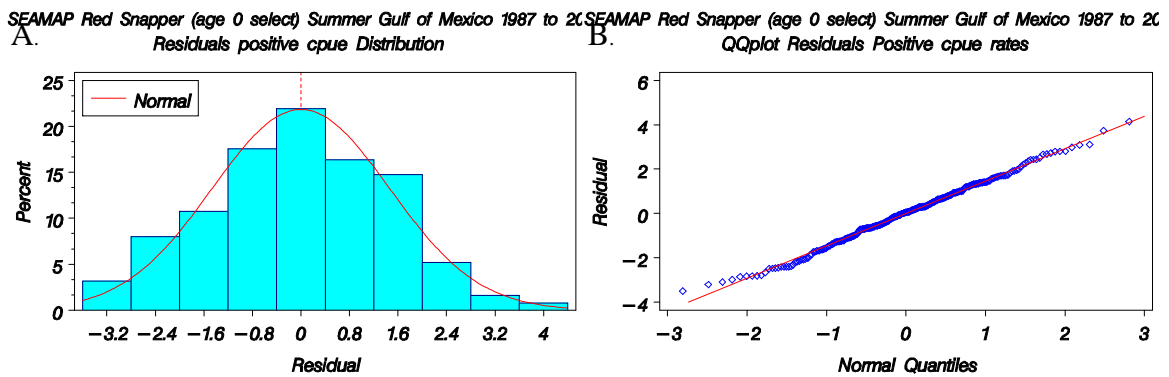 SEAMAP Red Snapper (age 0 select) Summer Gulf of Mexico 1987 to
A.
Residuals positive cpue Distribution
25
20
15
10
5
0
Percent
Normal
−3.2 −2.4 −1.6 −0.8 0 0.8 1.6 2.4 3.2 4
Residual
SEAMAP Red Snapper (age 0 select) Summer Gulf of Mexico 1987 to 20
B.
QQplot Residuals Positive cpue rates
6
4
2
0
−2
−4
Residual
−3 −2 −1 0 1 2 3
Normal Quantiles